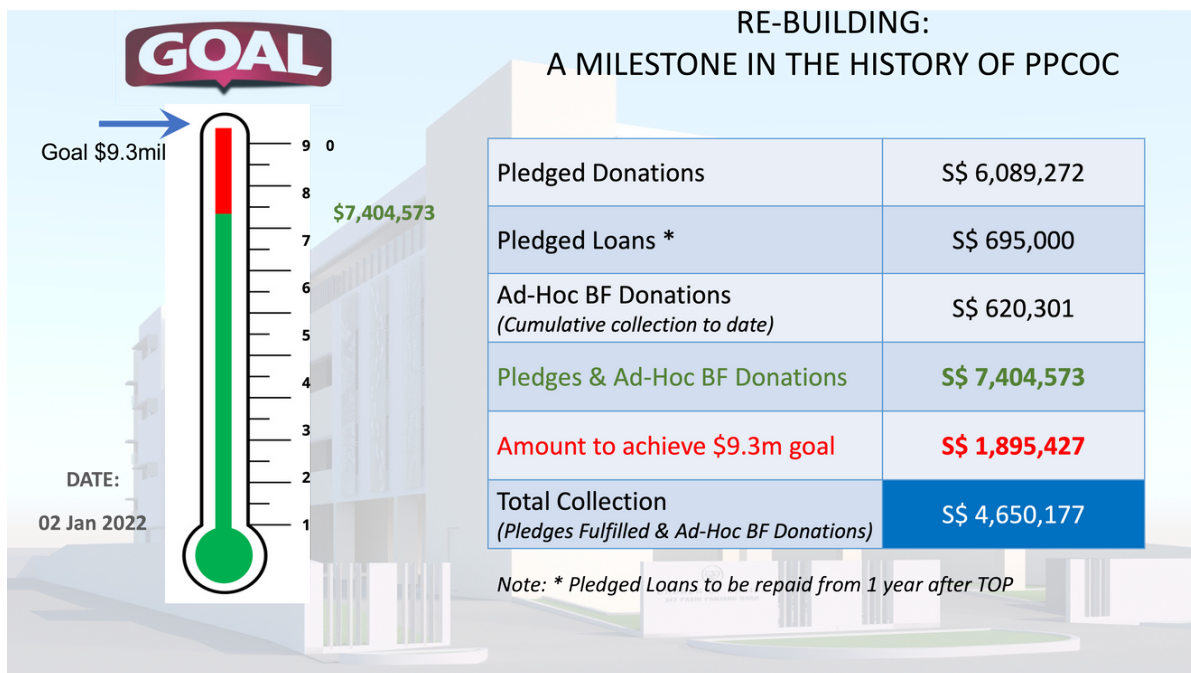 GOAL
Goal $9.3mil
9 0
8
$7,404,573
7
6
5
4
3
2
1
DATE:
02 Jan 2022
RE-BUILDING:
A MILESTONE IN THE HISTORY OF PPCOC
Pledged Donations S$ 6,089,272
Pledged Loans * S$ 695,000
Ad-Hoc BF Donations
(Cumulative collection to date) S$ 620,301
Pledges & Ad-Hoc BF Donations S$ 7,404,573
Amount to achieve $9.3m goal S$ 1,895,427
Total Collection
(Pledges Fulfilled & Ad-Hoc BF Donations) S$ 4,650,177
Note: * Pledged Loans to be repaid from 1 year after TOP